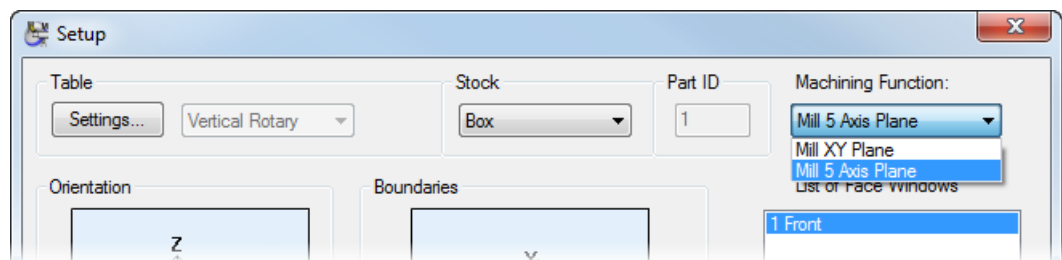 Setup
Table
Stock
Part ID
Machining Function:
Settings...
Vertical Rotary
Box
1
Mill 5 Axis Plane
Mill XY Plane
Mill 5 Axis Plane
Orientation
Boundaries
List of Face Windows
1 Front
Z
Y